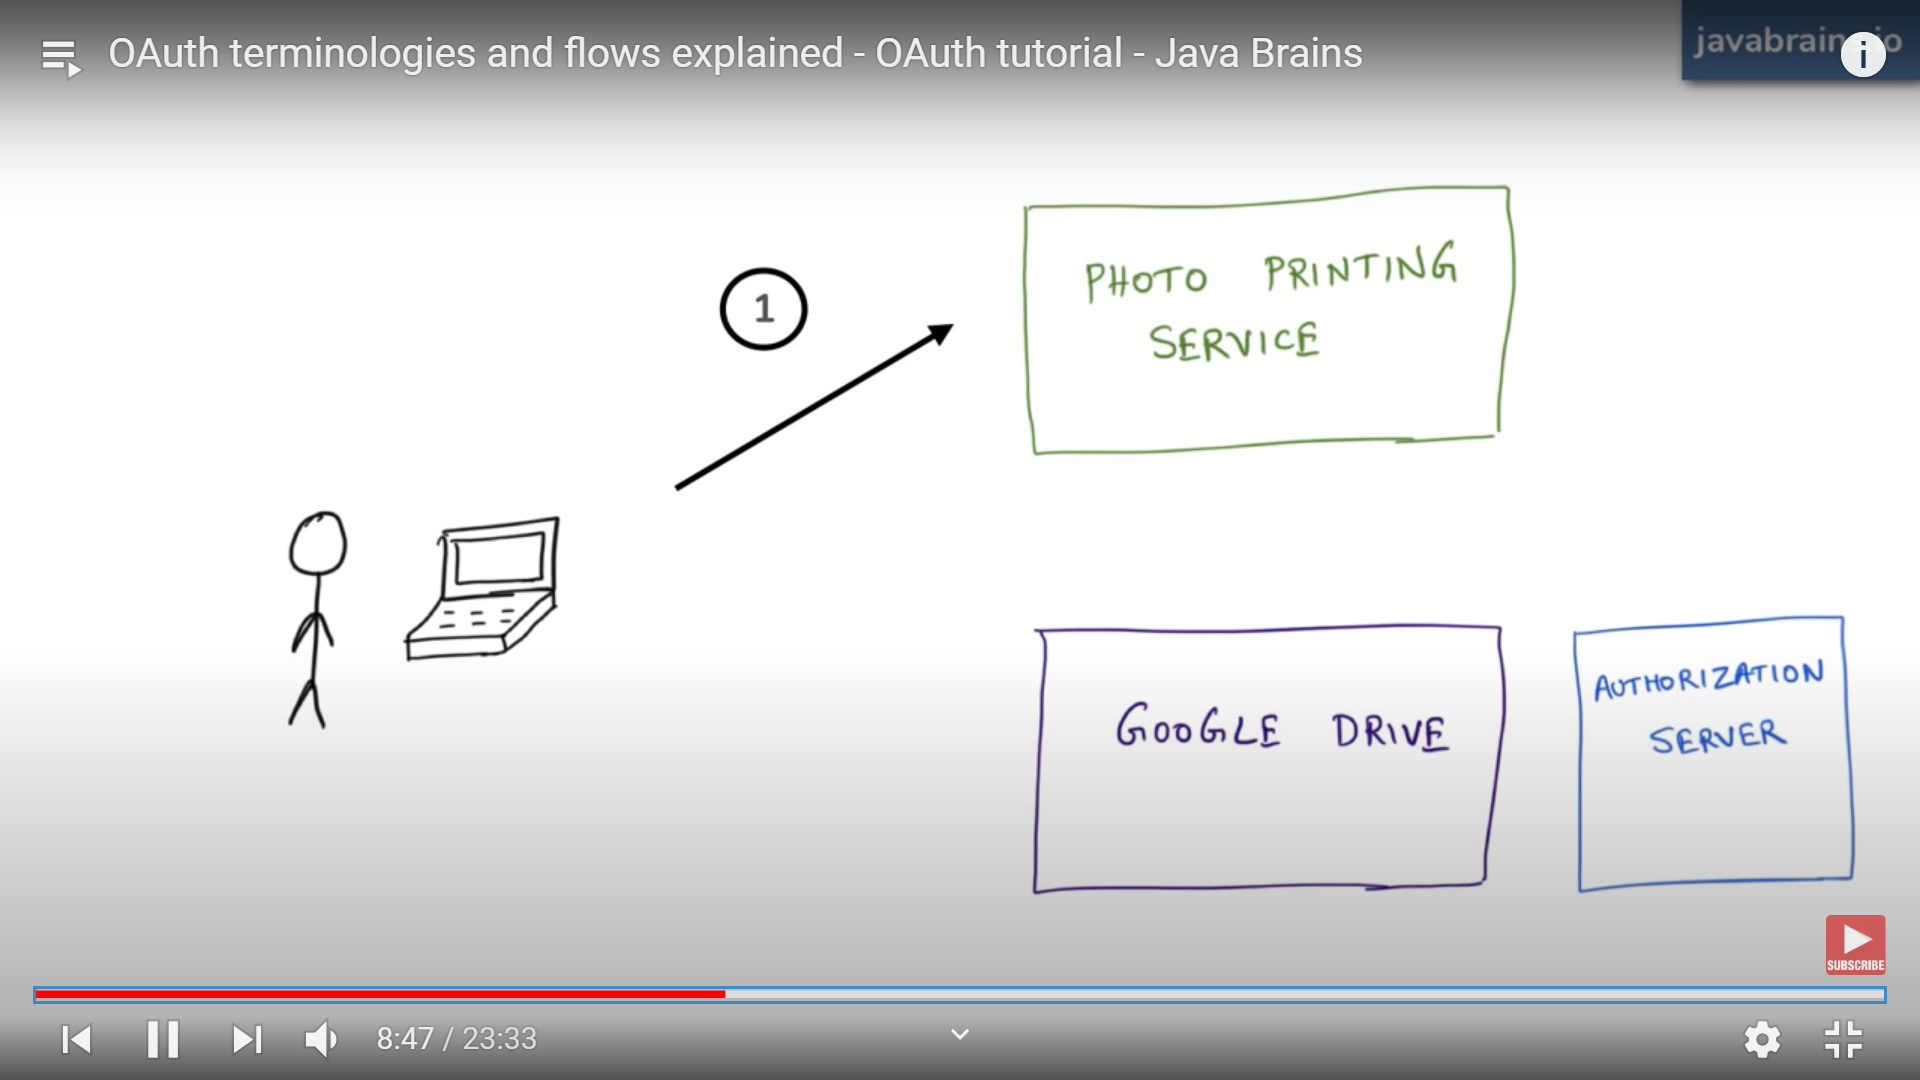 OAuth terminologies and flows explained - OAuth tutorial - Java Brains
i
1
PHOTO PRINTING
SERVICE
GOOGLE DRIVE
AUTHORIZATION
SERVER
SUBSCRIBE
8:47 / 23:33